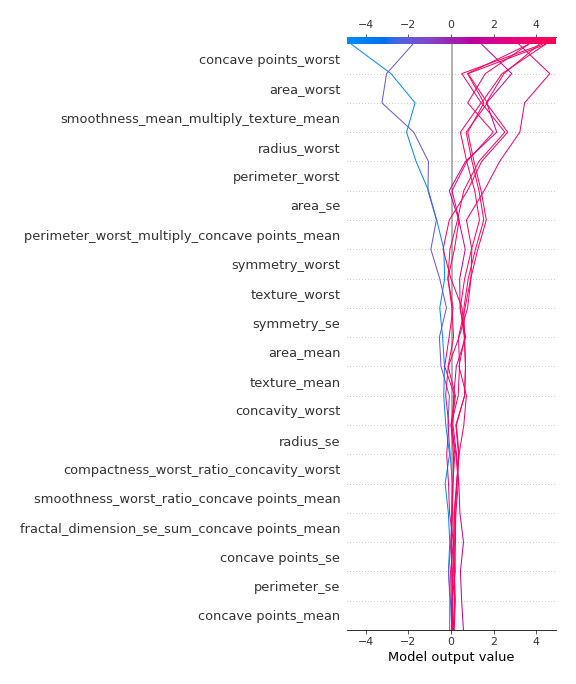 −4 −2 0 2 4
concave points_worst
area_worst
smoothness_mean_multiply_texture_mean
radius_worst
perimeter_worst
area_se
perimeter_worst_multiply_concave points_mean
symmetry_worst
texture_worst
symmetry_se
area_mean
texture_mean
concavity_worst
radius_se
compactness_worst_ratio_concavity_worst
smoothness_worst_ratio_concave points_mean
fractal_dimension_se_sum_concave points_mean
concave points_se
perimeter_se
concave points_mean
−4 −2 0 2 4
Model output value